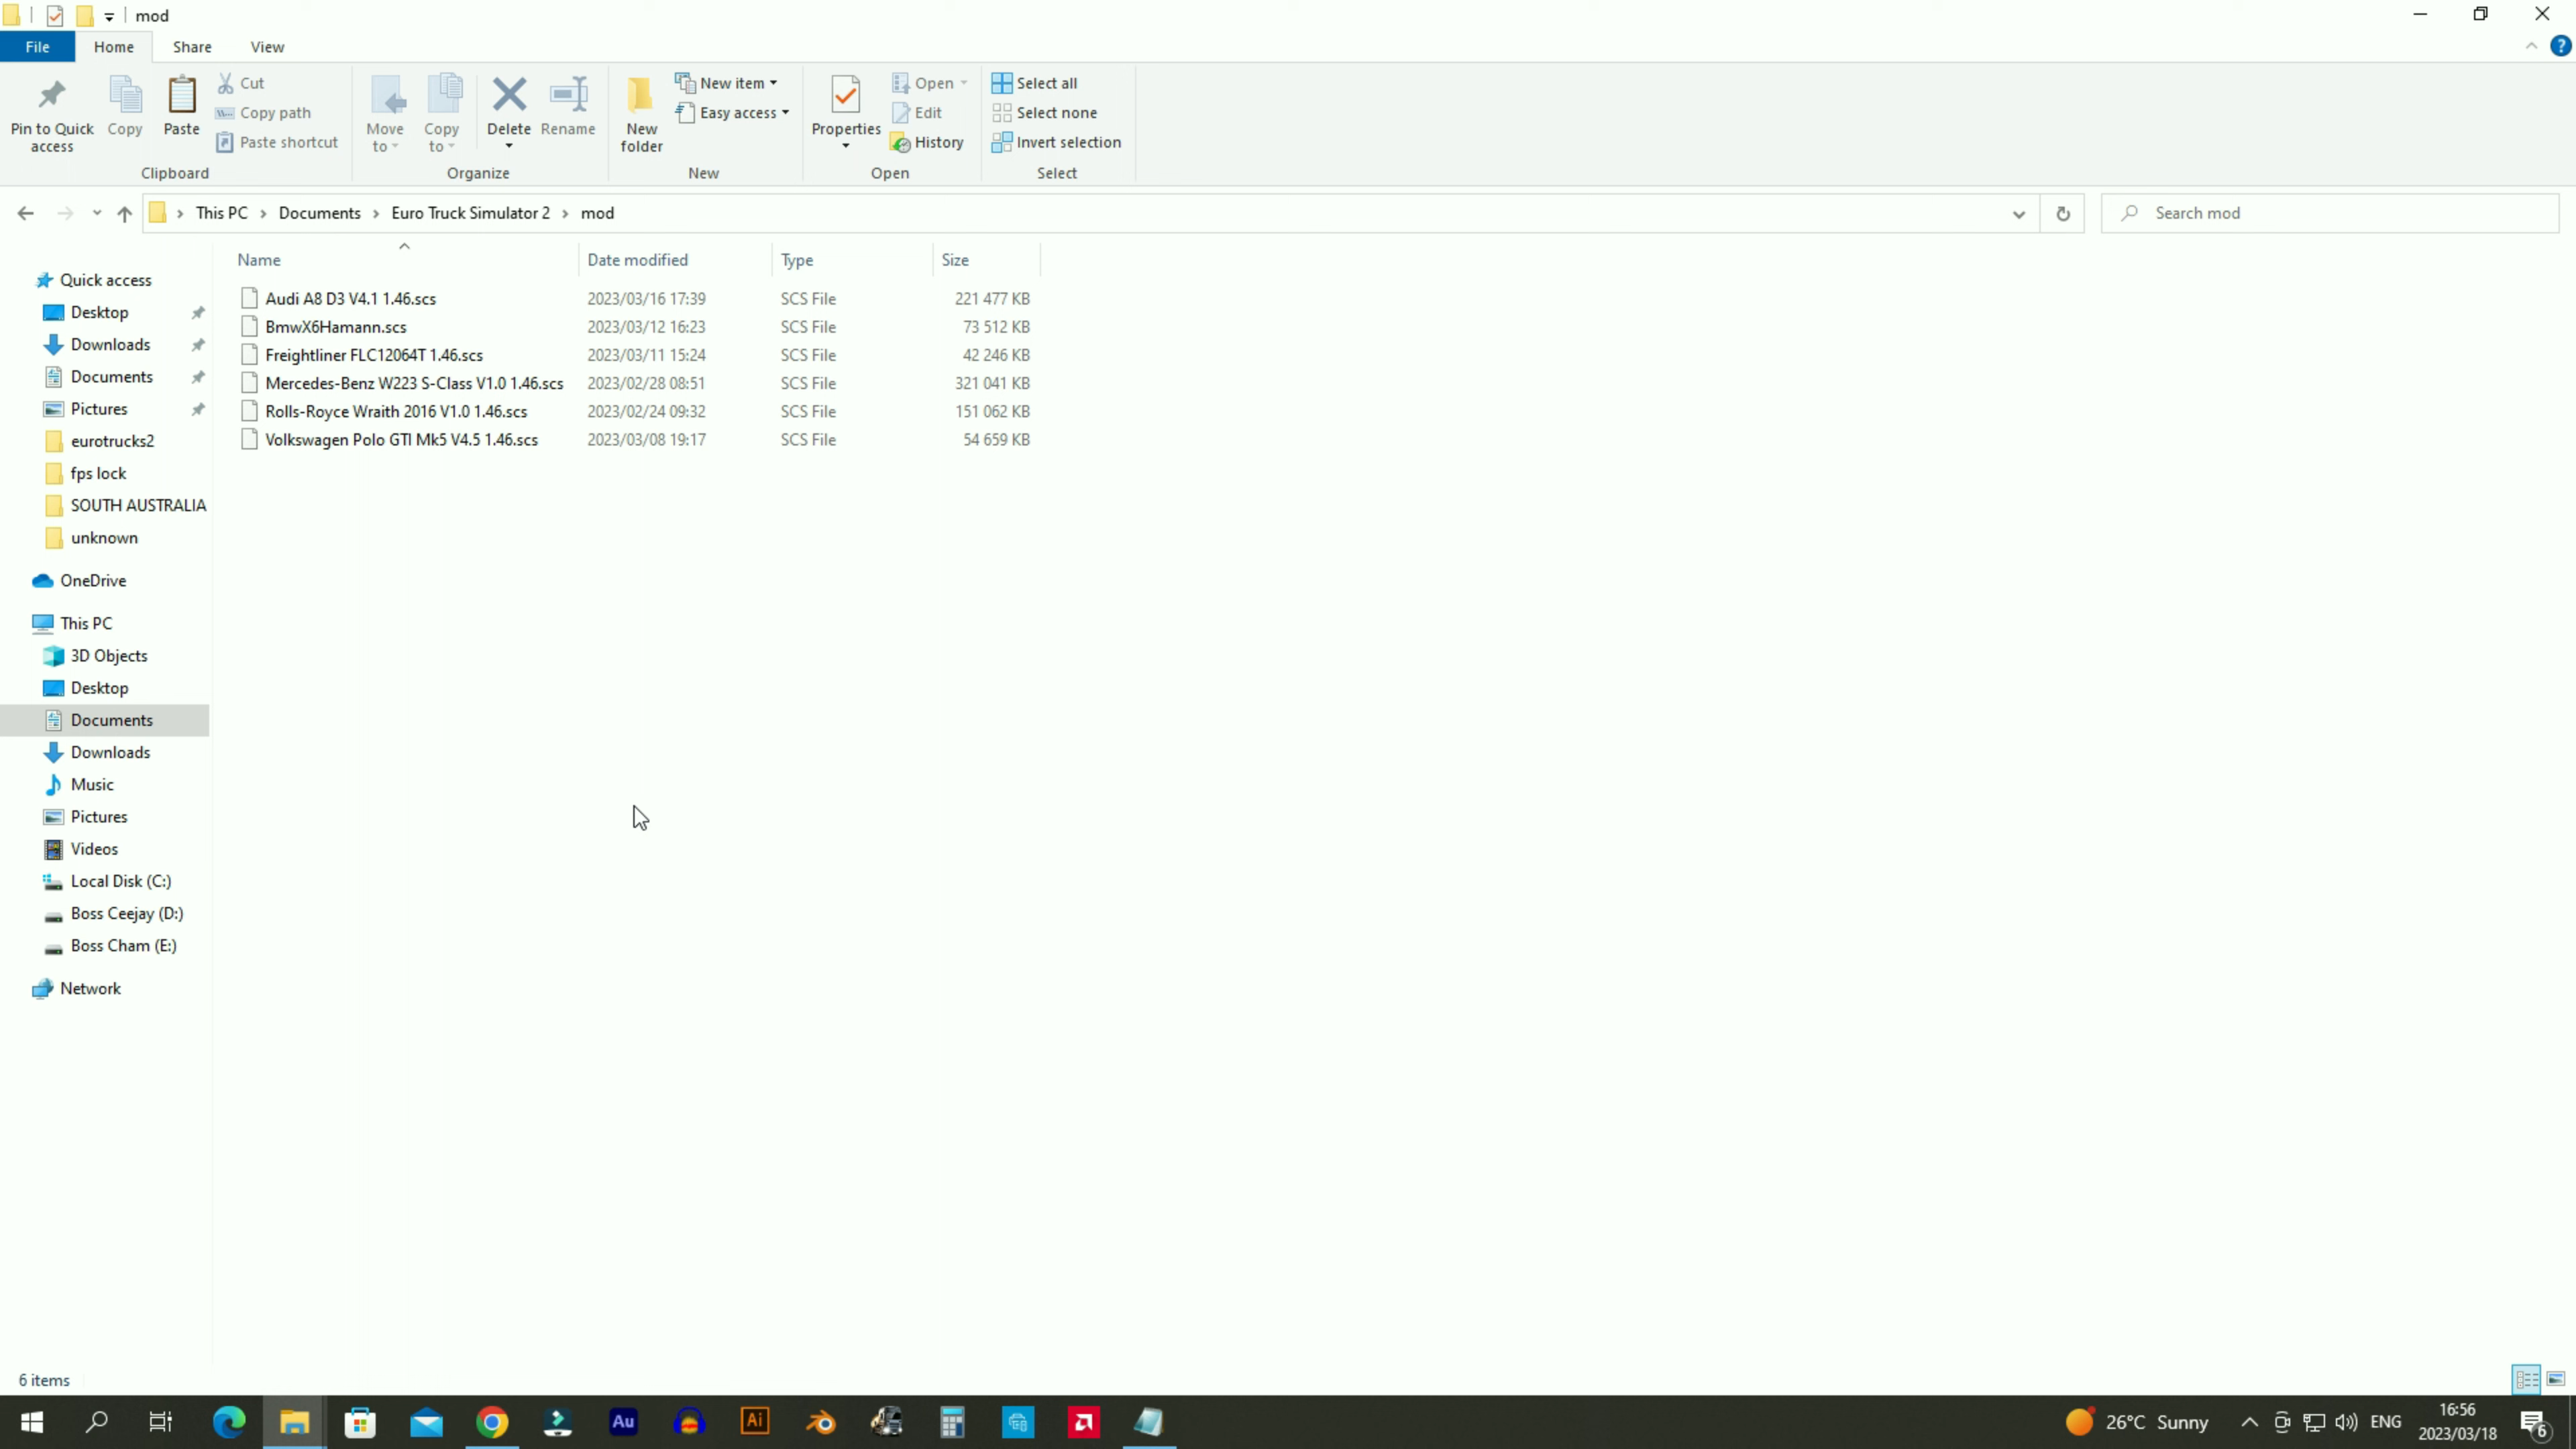 mod
File Home Share View
Pin to Quick access
Copy
Paste
Cut
Copy path
Paste shortcut
Clipboard
Move to
Copy to
Delete
Rename
Organize
New folder
New item
Easy access
New
Properties
Open
Edit
History
Open
Select all
Select none
Invert selection
Select
This PC > Documents > Euro Truck Simulator 2 > mod
Search mod
Name Date modified Type Size
Audi A8 D3 V4.1 1.46.scs 2023/03/16 17:39 SCS File 221 477 KB
BmwX6Hamann.scs 2023/03/12 16:23 SCS File 73 512 KB
Freightliner FLC12064T 1.46.scs 2023/03/11 15:24 SCS File 42 246 KB
Mercedes-Benz W223 S-Class V1.0 1.46.scs 2023/02/28 08:51 SCS File 321 041 KB
Rolls-Royce Wraith 2016 V1.0 1.46.scs 2023/02/24 09:32 SCS File 151 062 KB
Volkswagen Polo GTI Mk5 V4.5 1.46.scs 2023/03/08 19:17 SCS File 54 659 KB
Quick access
Desktop
Downloads
Documents
Pictures
eurotrucks2
fps lock
SOUTH AUSTRALIA
unknown
OneDrive
This PC
3D Objects
Desktop
Documents
Downloads
Music
Pictures
Videos
Local Disk (C:)
Boss Ceejay (D:)
Boss Cham (E:)
Network
6 items
Au
Ai
26°C Sunny
ENG
16:56
2023/03/18
6